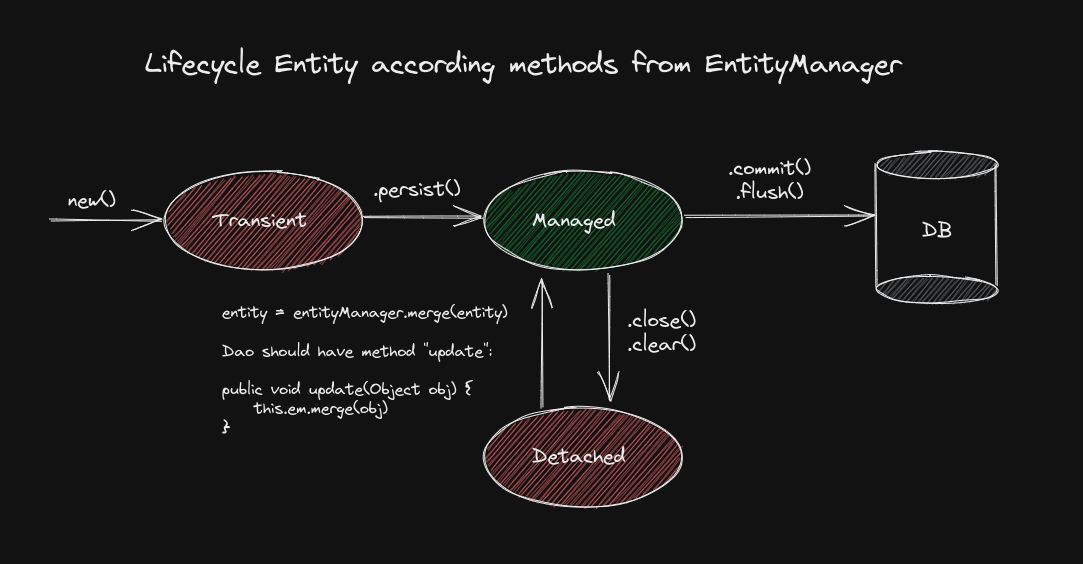 Lifecycle Entity according methods from EntityManager
new()
Transient
.persist()
Managed
.commit()
.flush()
DB
entity = entityManager.merge(entity)
Dao should have method "update":
public void update(Object obj) {
this.em.merge(obj)
}
.close()
.clear()
Detached